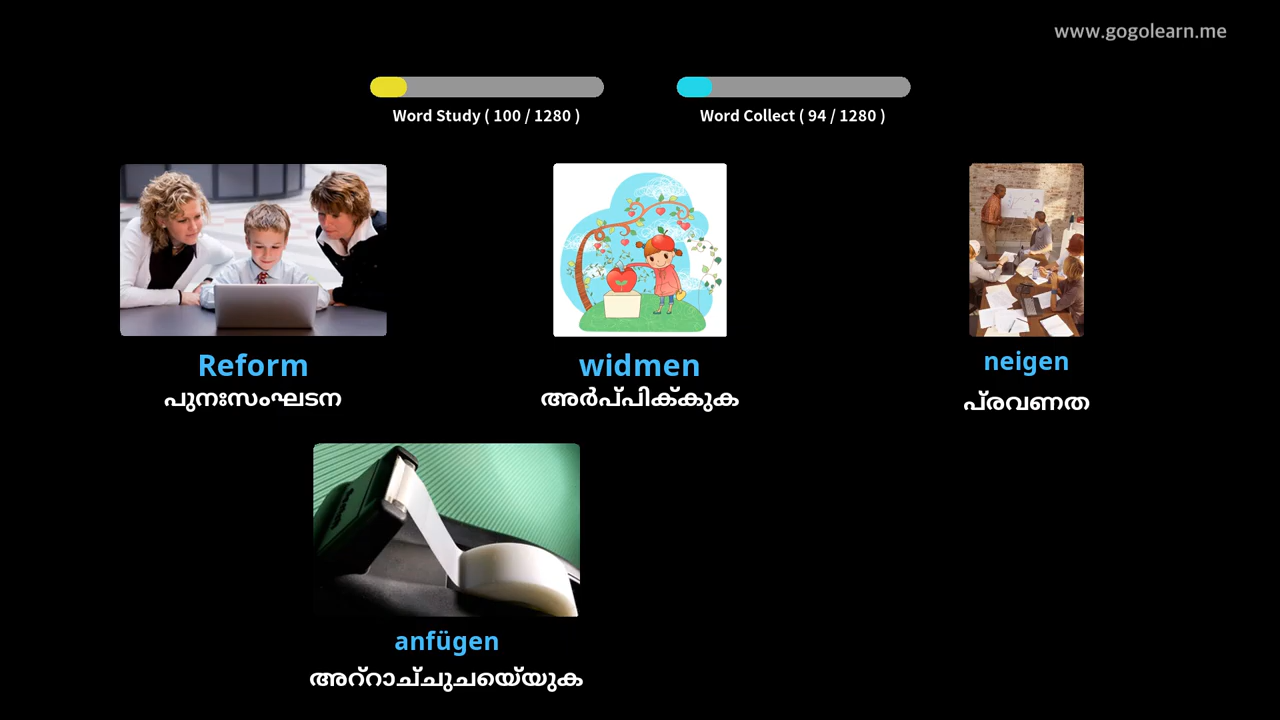 www.gogolearn.me
Word Study ( 100 / 1280 )
Word Collect ( 94 / 1280 )
Reform
പുനഃസംഘടന
widmen
അർപ്പിക്കുക
neigen
പ്രവണത
anfügen
അറ്റാച്ചുചെയ്യുക